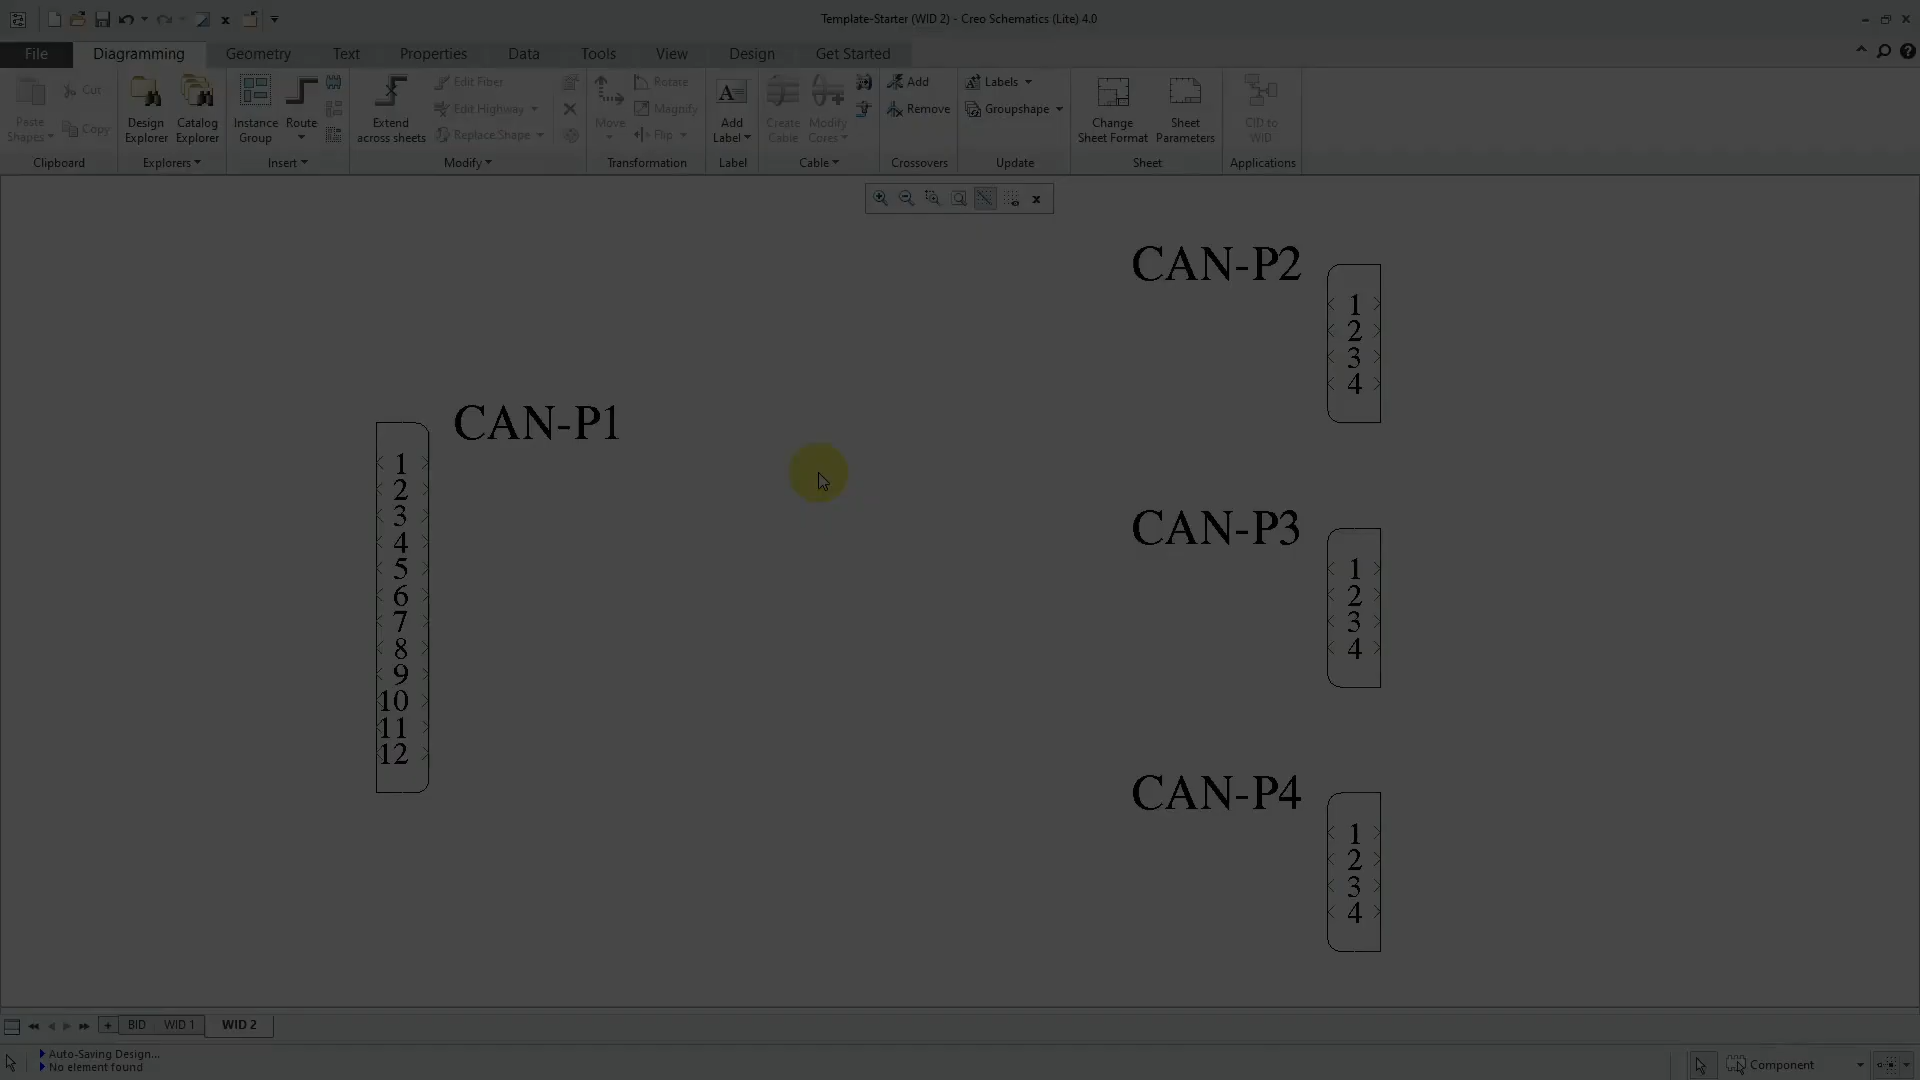 Template-Starter (WID 2) - Creo Schematics (Lite) 4.0
File Diagramming Geometry Text Properties Data Tools View Design Get Started
Paste Shapes Cut Copy
Design Explorer Catalog Explorer
Instance Group Route
Extend across sheets Edit Fiber Edit Highway Replace Shape
Move Rotate Magnify Flip
Add Label
Create Cable Modify Cores
Add Remove
Labels Groupshape
Change Sheet Format Sheet Parameters
CID to WID
Clipboard Explorers Insert Modify Transformation Label Cable Crossovers Update Sheet Applications
CAN-P2
1
2
3
4
CAN-P1
1
2
3
4
5
6
7
8
9
10
11
12
CAN-P3
1
2
3
4
CAN-P4
1
2
3
4
BID WID 1 WID 2
Auto-Saving Design...
No element found
Component